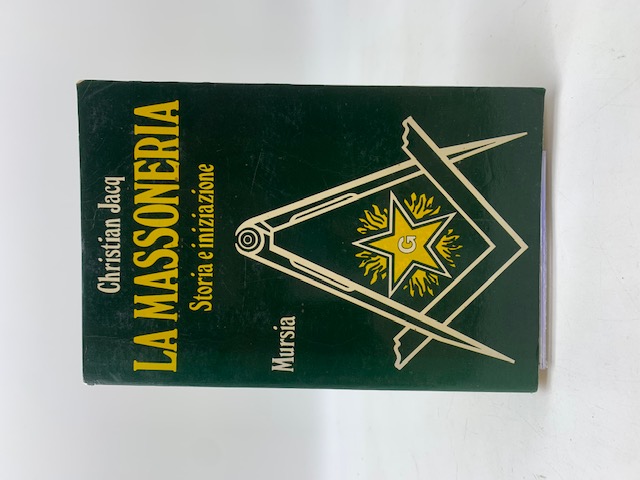 Christian Jacq
LA MASSONERIA
Storia e iniziazione
Mursia
G